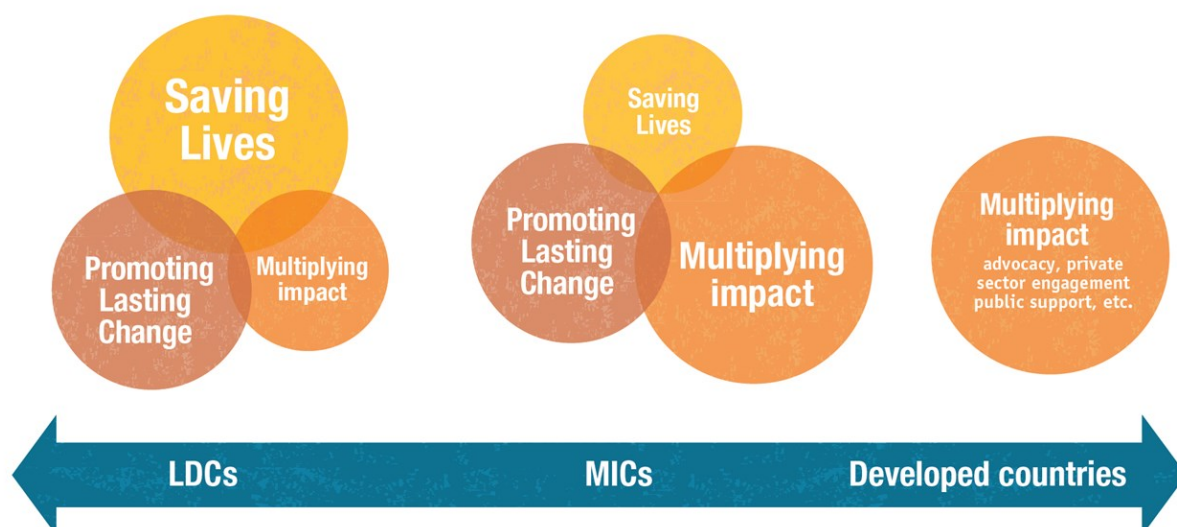 Saving
Lives
Promoting
Lasting
Change
Multiplying
impact
Saving
Lives
Promoting
Lasting
Change
Multiplying
impact
Multiplying
impact
advocacy, private
sector engagement
public support, etc.
LDCs
MICs
Developed countries